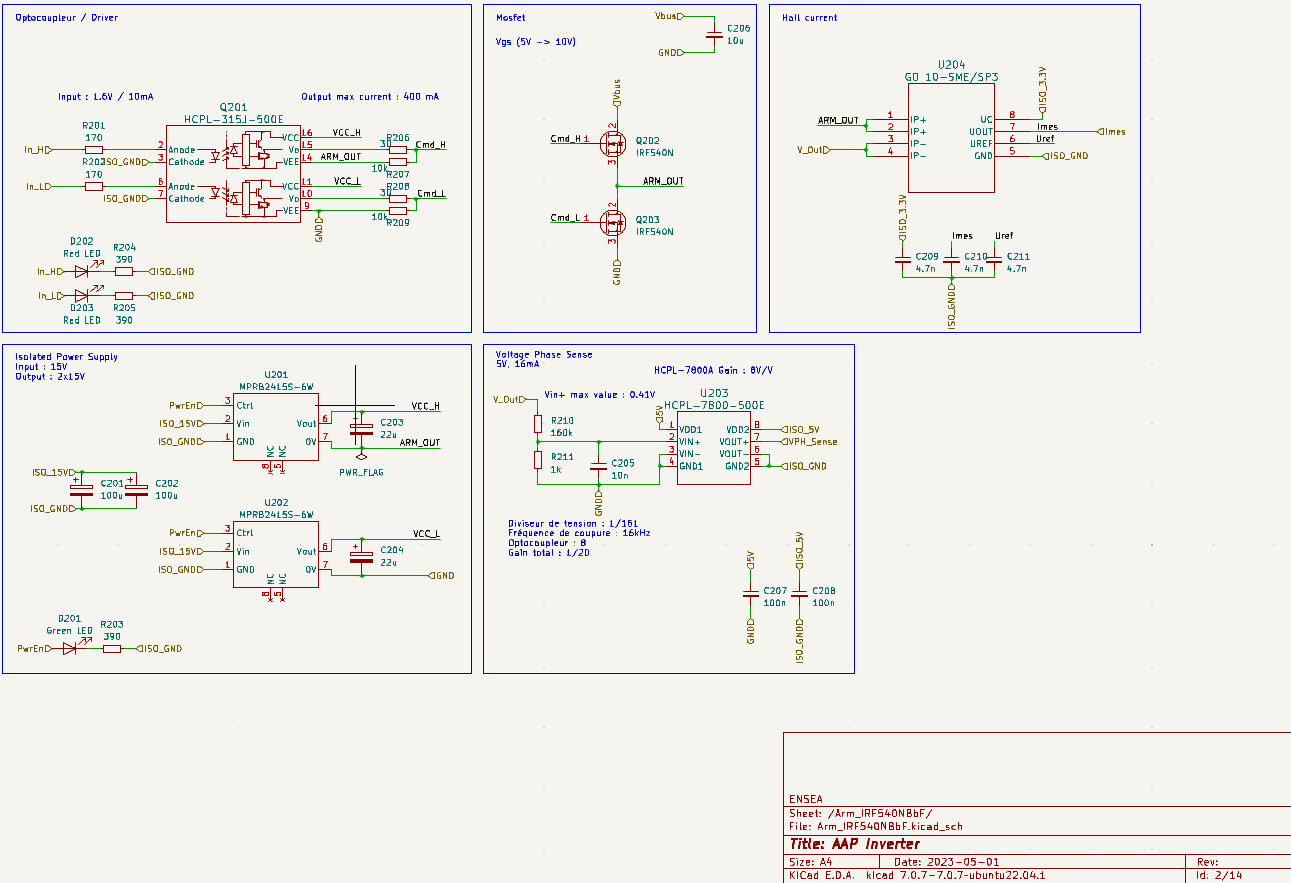 Optocoupleur / Driver
Input : 1.6V / 10mA
Output max current : 400 mA
Q201
HCPL-315J-500E
R201
170
In_H
R202
ISO_GND
170
In_L
ISO_GND
2 Anode
3 Cathode
6 Anode
7 Cathode
VCC 16 VCC_H
Vo 15
VEE 14 ARM_OUT
VCC 11 VCC_L
Vo 10
VEE 9
GND
R206
30
Cmd_H
10k
R207
R208
30
Cmd_L
10k
R209
D202
Red LED
R204
390
In_H
ISO_GND
In_L
ISO_GND
D203
Red LED
R205
390
Mosfet
Vgs (5V -> 10V)
Vbus
C206
10u
GND
Vbus
Cmd_H 1
2
3
Q202
IRF540N
ARM_OUT
Cmd_L 1
2
3
Q203
IRF540N
GND
Hall current
U204
GO 10-SME/SP3
ARM_OUT
V_Out
1 IP+
2 IP+
3 IP-
4 IP-
UC 8
UOUT 7
UREF 6
GND 5
ISO_3.3V
Imes
Imes
Uref
ISO_GND
ISO_3.3V
Imes
Uref
C209
4.7n
C210
4.7n
C211
4.7n
ISO_GND
Isolated Power Supply
Input : 15V
Output : 2x15V
U201
MPRB2415S-6W
PwrEn 3 Ctrl
ISO_15V 2 Vin
ISO_GND 1 GND
Vout 6
0V 7
NC
NC
8
5
VCC_H
C203
22u
ARM_OUT
PWR_FLAG
ISO_15V
C201
100u
C202
100u
ISO_GND
U202
MPRB2415S-6W
PwrEn 3 Ctrl
ISO_15V 2 Vin
ISO_GND 1 GND
Vout 6
0V 7
NC
NC
8
5
VCC_L
C204
22u
GND
D201
Green LED
R203
390
PwrEn
ISO_GND
Voltage Phase Sense
5V, 16mA
HCPL-7800A Gain : 8V/V
Vin+ max value : 0.41V
U203
HCPL-7800-500E
V_Out
R210
160k
R211
1k
C205
10n
GND
5V
1 VDD1
2 VIN+
3 VIN-
4 GND1
VDD2 8 ISO_5V
VOUT+ 7 VPH_Sense
VOUT- 6
GND2 5 ISO_GND
Diviseur de tension : 1/161
Fréquence de coupure : 16kHz
Optocoupleur : 8
Gain total : 1/20
5V
C207
100n
GND
ISO_5V
C208
100n
ISO_GND
ENSEA
Sheet: /Arm_IRF540NBbF/
File: Arm_IRF540NBbF.kicad_sch
Title: AAP Inverter
Size: A4
Date: 2023-05-01
Rev:
KiCad E.D.A. kicad 7.0.7-7.0.7~ubuntu22.04.1
Id: 2/14